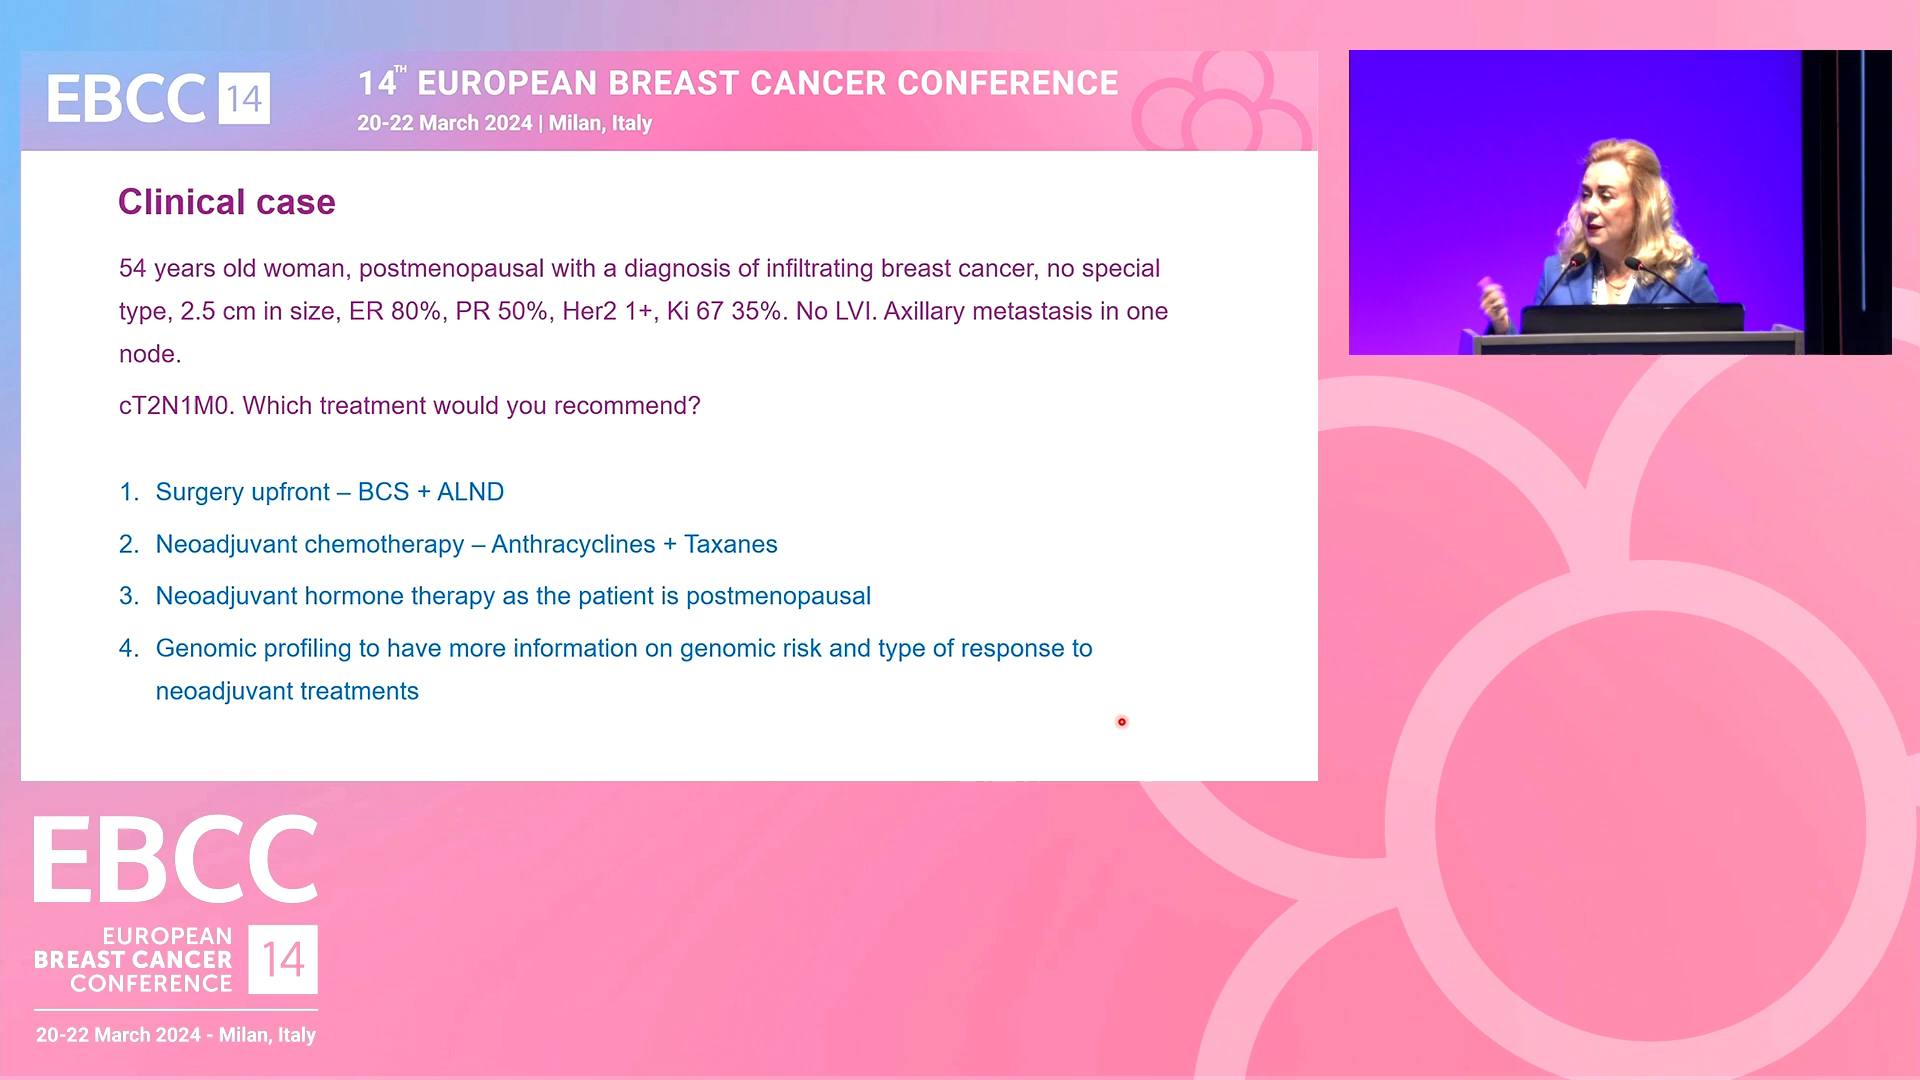 EBCC 14
14TH EUROPEAN BREAST CANCER CONFERENCE
20-22 March 2024 | Milan, Italy
Clinical case
54 years old woman, postmenopausal with a diagnosis of infiltrating breast cancer, no special
type, 2.5 cm in size, ER 80%, PR 50%, Her2 1+, Ki 67 35%. No LVI. Axillary metastasis in one
node.
cT2N1M0. Which treatment would you recommend?
1. Surgery upfront – BCS + ALND
2. Neoadjuvant chemotherapy – Anthracyclines + Taxanes
3. Neoadjuvant hormone therapy as the patient is postmenopausal
4. Genomic profiling to have more information on genomic risk and type of response to
neoadjuvant treatments
EBCC
EUROPEAN
BREAST CANCER
CONFERENCE
14
20-22 March 2024 - Milan, Italy